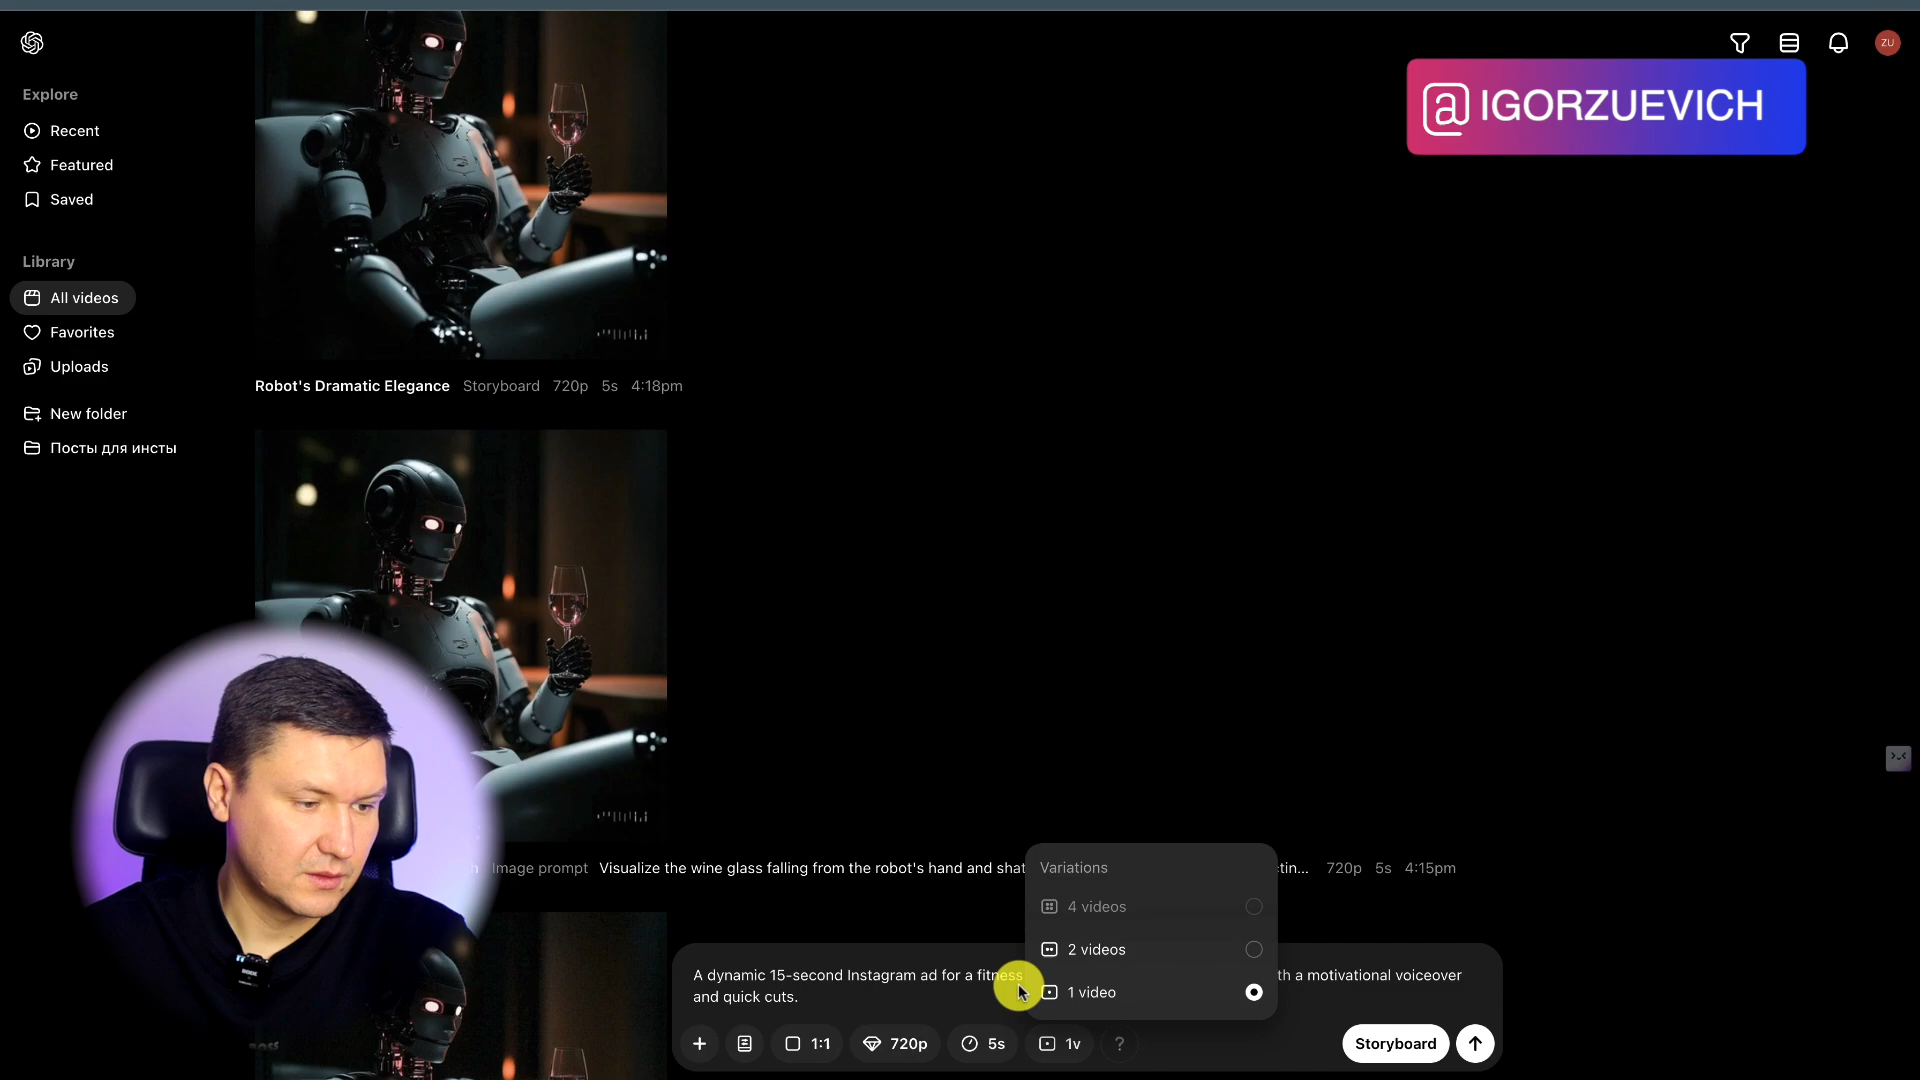 ZU
@IGORZUEVICH
Explore
Recent
Featured
Saved
Library
All videos
Favorites
Uploads
New folder
Посты для инсты
Robot's Dramatic Elegance Storyboard 720p 5s 4:18pm
Image prompt Visualize the wine glass falling from the robot's hand and 720p 5s 4:15pm
Variations
4 videos
2 videos
1 video
A dynamic 15-second Instagram ad for a fitness a motivational voiceover
and quick cuts.
1:1 720p 5s 1v ? Storyboard